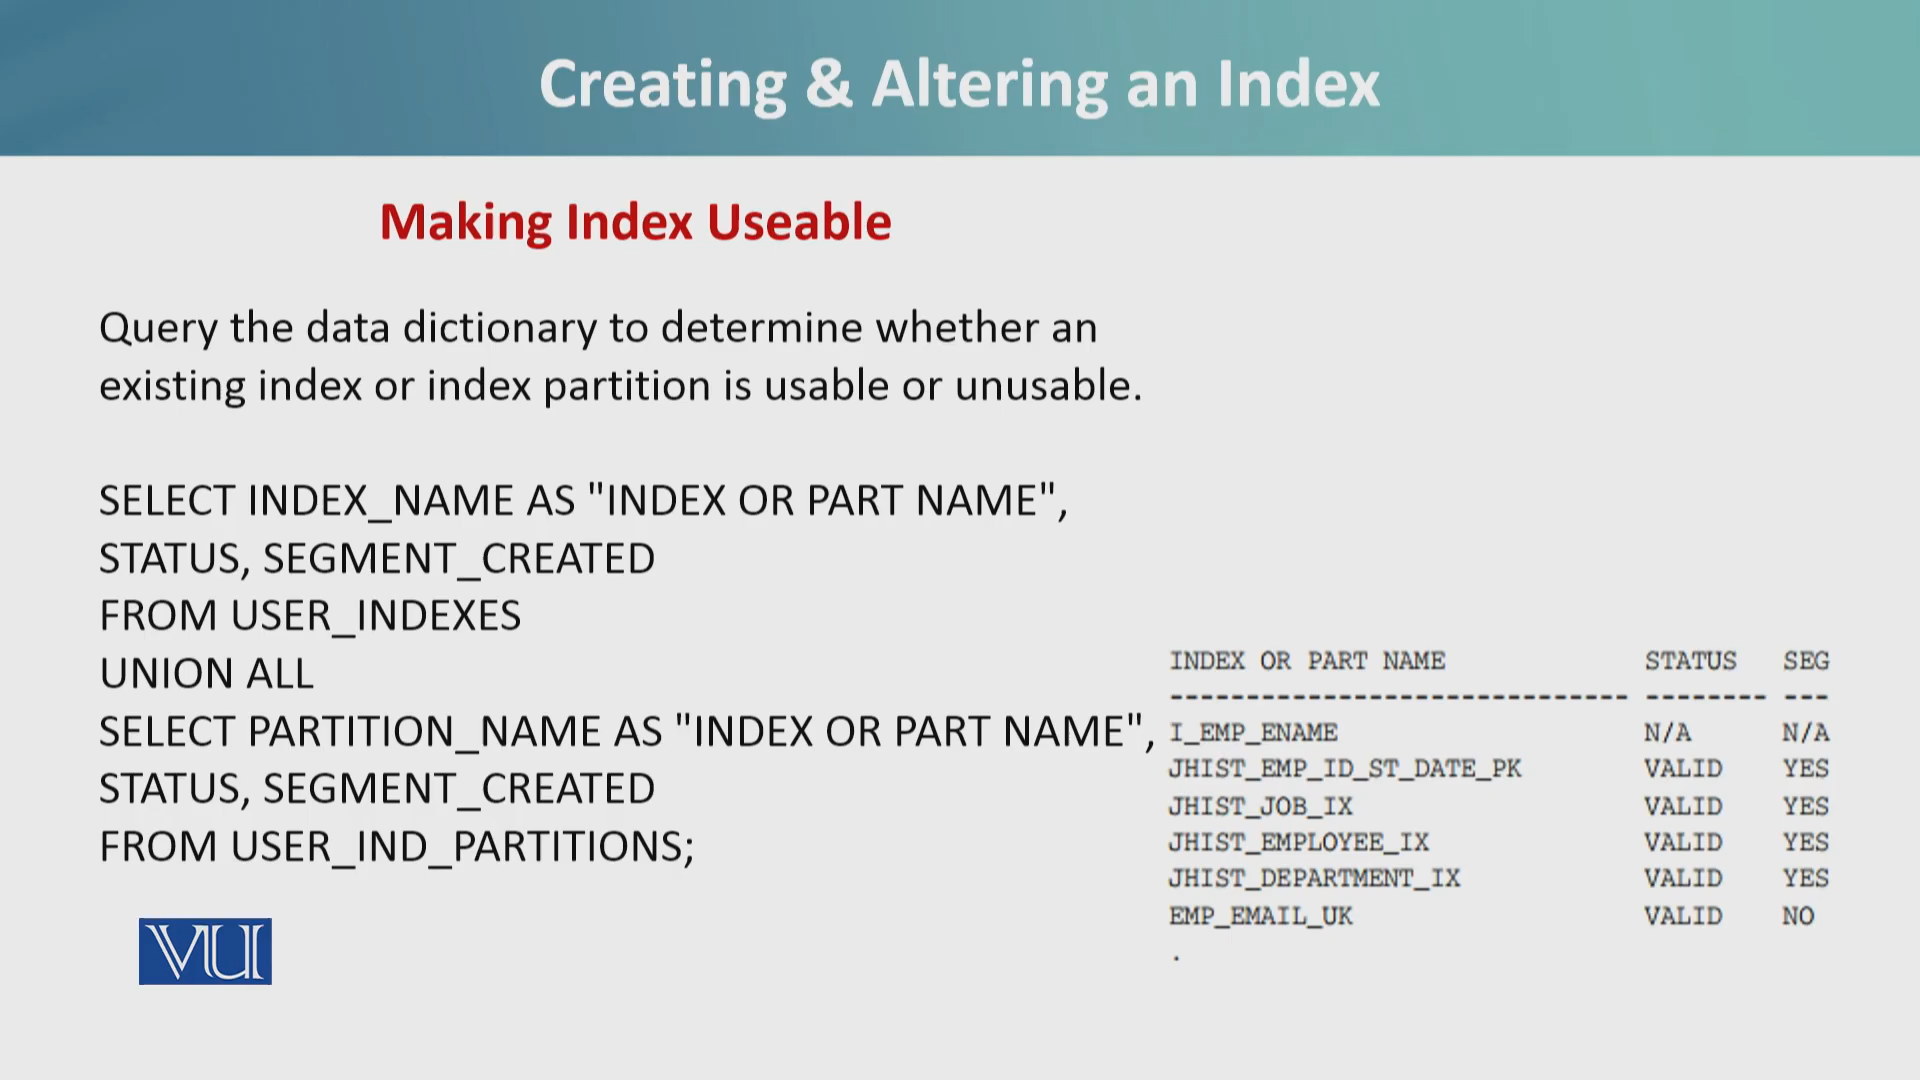 Creating & Altering an Index
Making Index Useable
Query the data dictionary to determine whether an
existing index or index partition is usable or unusable.
SELECT INDEX_NAME AS "INDEX OR PART NAME",
STATUS, SEGMENT_CREATED
FROM USER_INDEXES
UNION ALL
SELECT PARTITION_NAME AS "INDEX OR PART NAME",
STATUS, SEGMENT_CREATED
FROM USER_IND_PARTITIONS;
INDEX OR PART NAME STATUS SEG
------------------------------ -------- ---
I_EMP_ENAME N/A N/A
JHIST_EMP_ID_ST_DATE_PK VALID YES
JHIST_JOB_IX VALID YES
JHIST_EMPLOYEE_IX VALID YES
JHIST_DEPARTMENT_IX VALID YES
EMP_EMAIL_UK VALID NO
.
VU